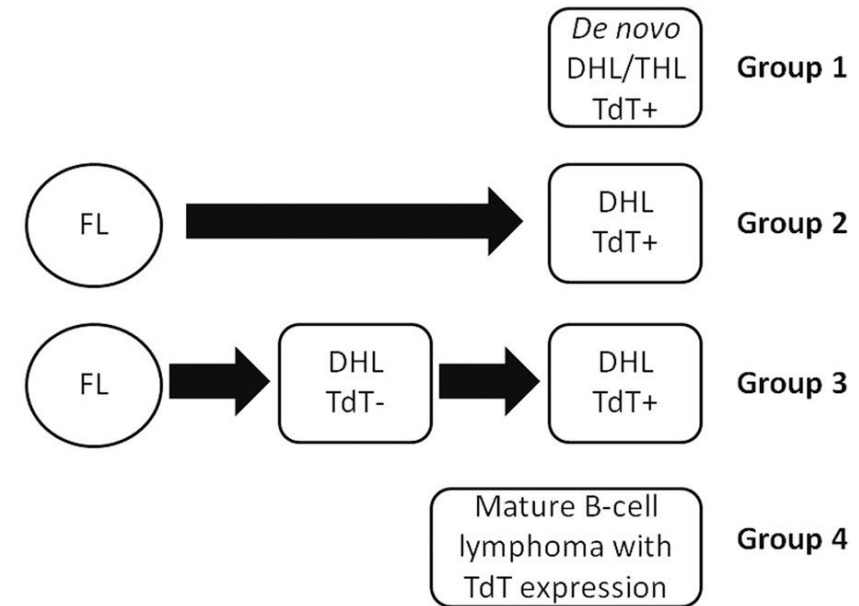 De novo
DHL/THL
TdT+
Group 1
FL
DHL
TdT+
Group 2
FL
DHL
TdT-
DHL
TdT+
Group 3
Mature B-cell
lymphoma with
TdT expression
Group 4